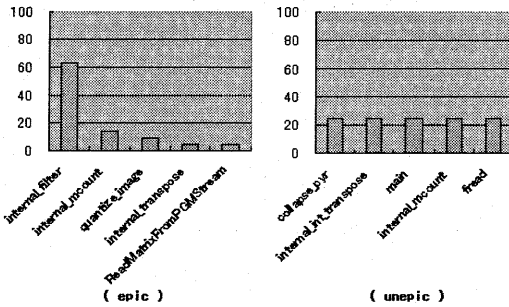 100
80
60
40
20
0
internal_filter
internal_mcount
quantize_image
internal_transpose
ReadMatrixFromPGMStream
( epic )
100
80
60
40
20
0
collapse_pyr
internal_int_transpose
main
internal_mcount
fread
( unepic )